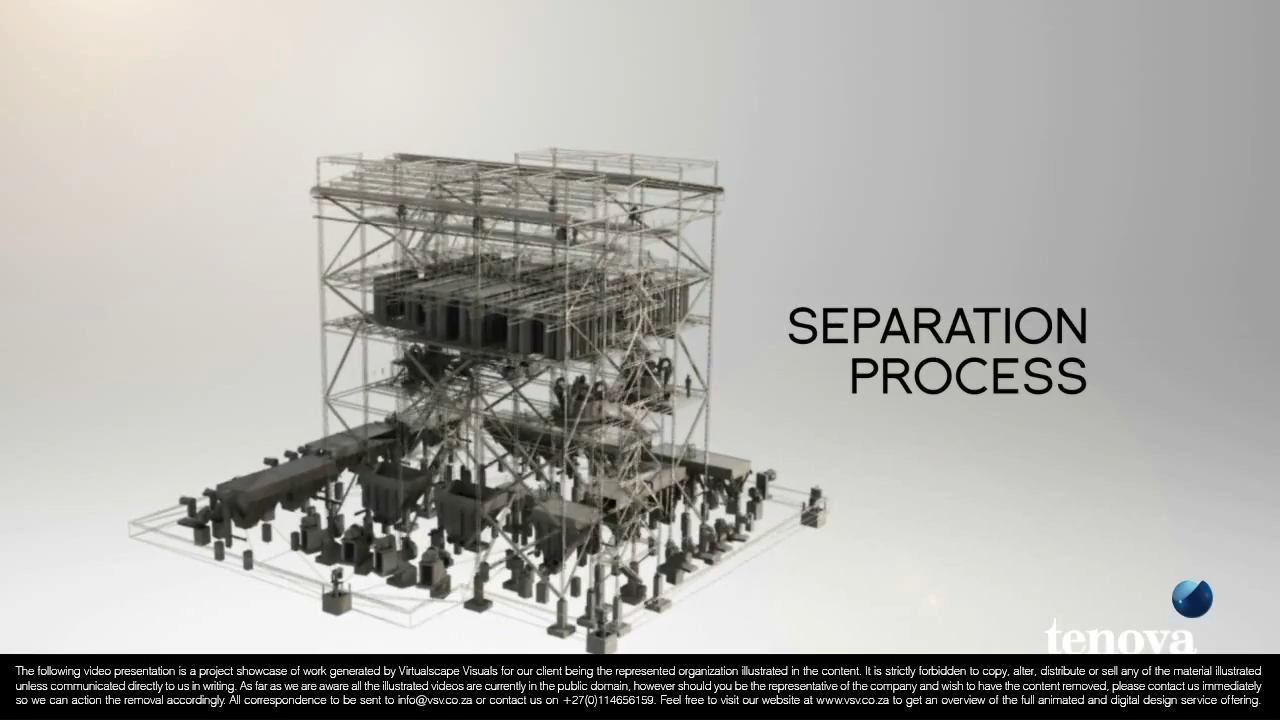 SEPARATION
PROCESS
tenova
The following video presentation is a project showcase of work generated by Virtualscape Visuals for our client being the represented organization illustrated in the content. It is strictly forbidden to copy, alter, distribute or sell any of the material illustrated
unless communicated directly to us in writing. As far as we are aware all the illustrated videos are currently in the public domain, however should you be the representative of the company and wish to have the content removed, please contact us immediately
so we can action the removal accordingly. All correspondence to be sent to info@vsv.co.za or contact us on +27(0)114656159. Feel free to visit our website at www.vsv.co.za to get an overview of the full animated and digital design service offering.